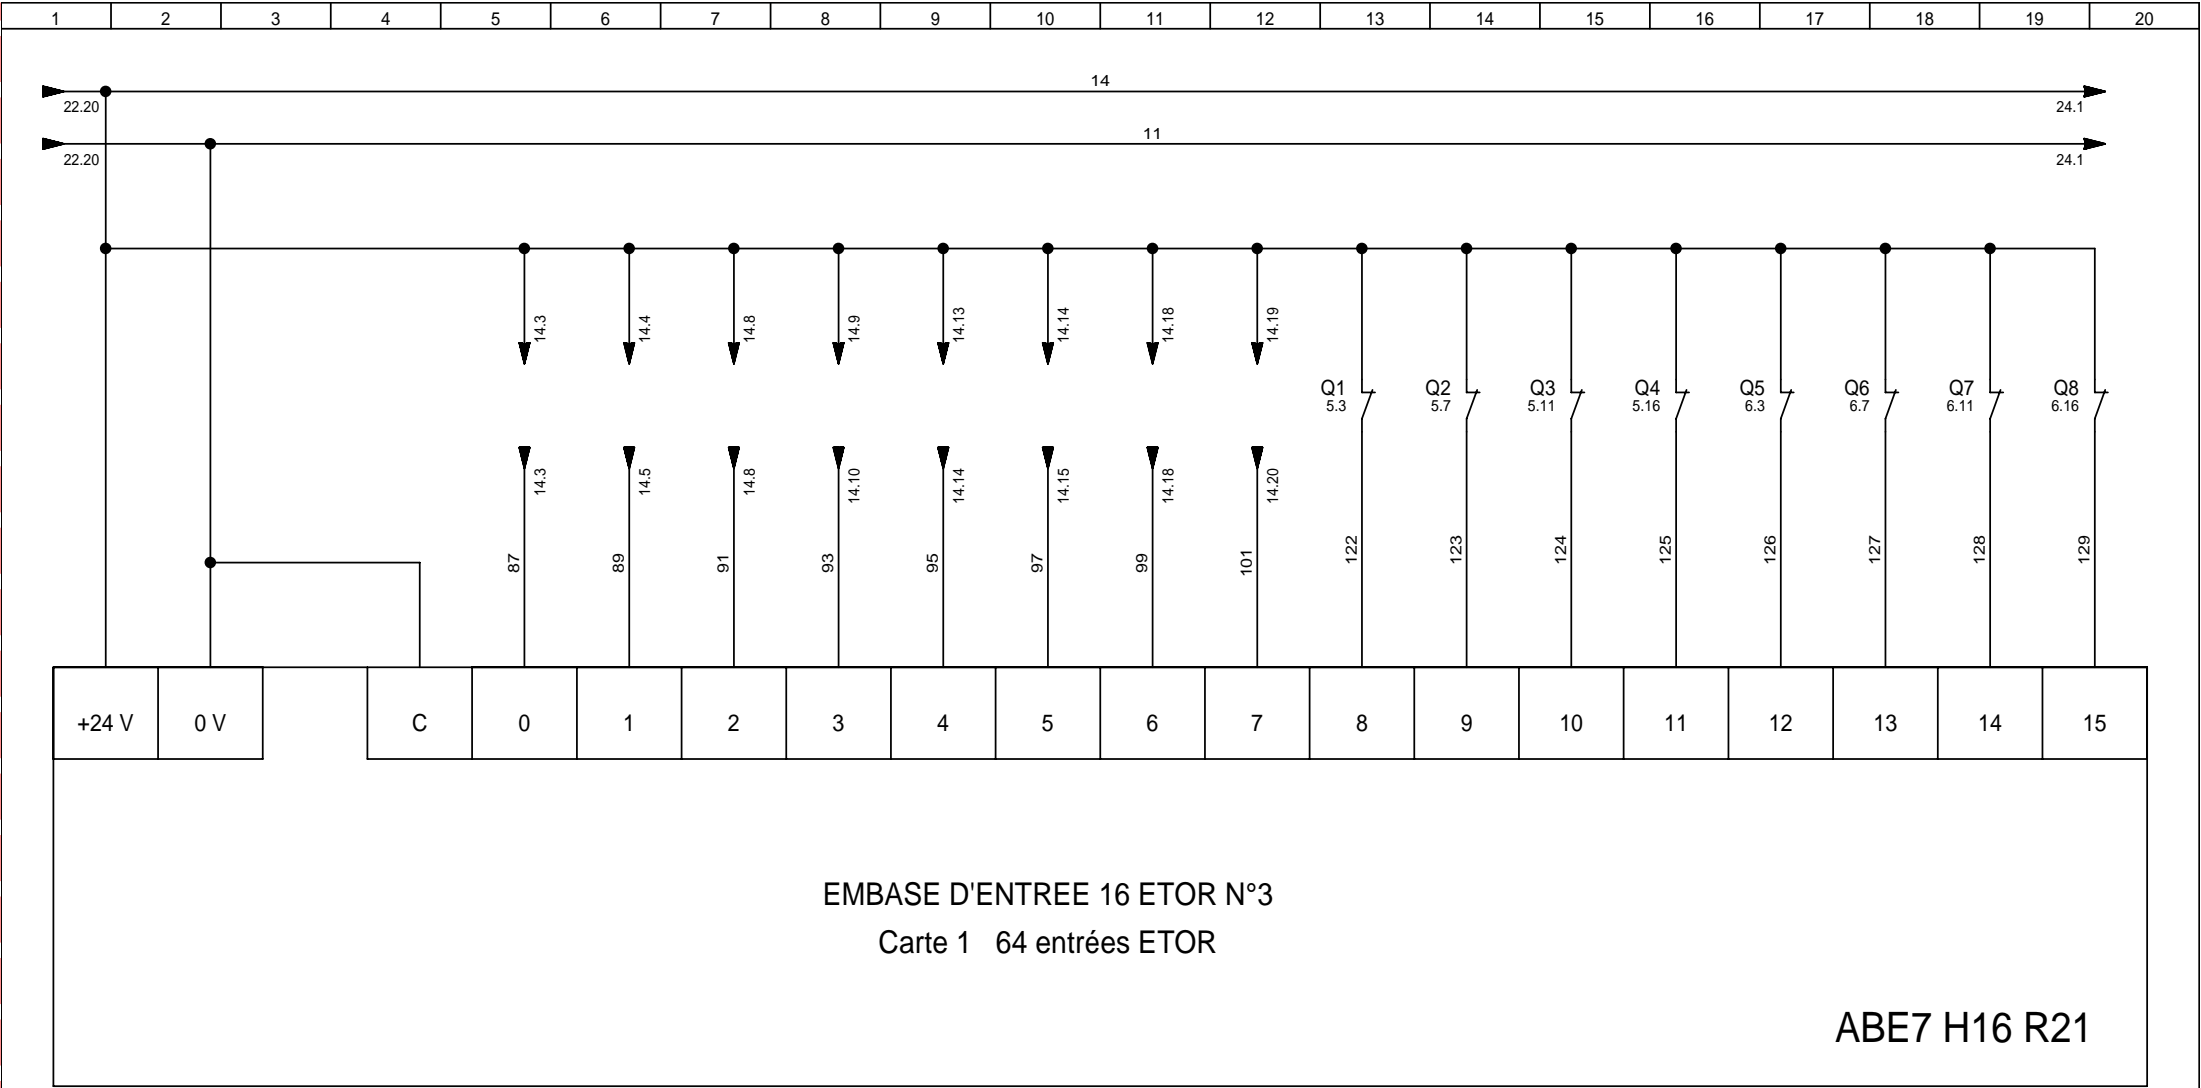 1 2 3 4 5 6 7 8 9 10 11 12 13 14 15 16 17 18 19 20
14
22.20 24.1
11
22.20 24.1
14.3 14.4 14.8 14.9 14.13 14.14 14.18 14.19
Q1 Q2 Q3 Q4 Q5 Q6 Q7 Q8
5.3 5.7 5.11 5.16 6.3 6.7 6.11 6.16
14.3 14.5 14.8 14.10 14.14 14.15 14.18 14.20
87 89 91 93 95 97 99 101 122 123 124 125 126 127 128 129
+24 V 0 V C 0 1 2 3 4 5 6 7 8 9 10 11 12 13 14 15
EMBASE D'ENTREE 16 ETOR N°3
Carte 1 64 entrées ETOR
ABE7 H16 R21